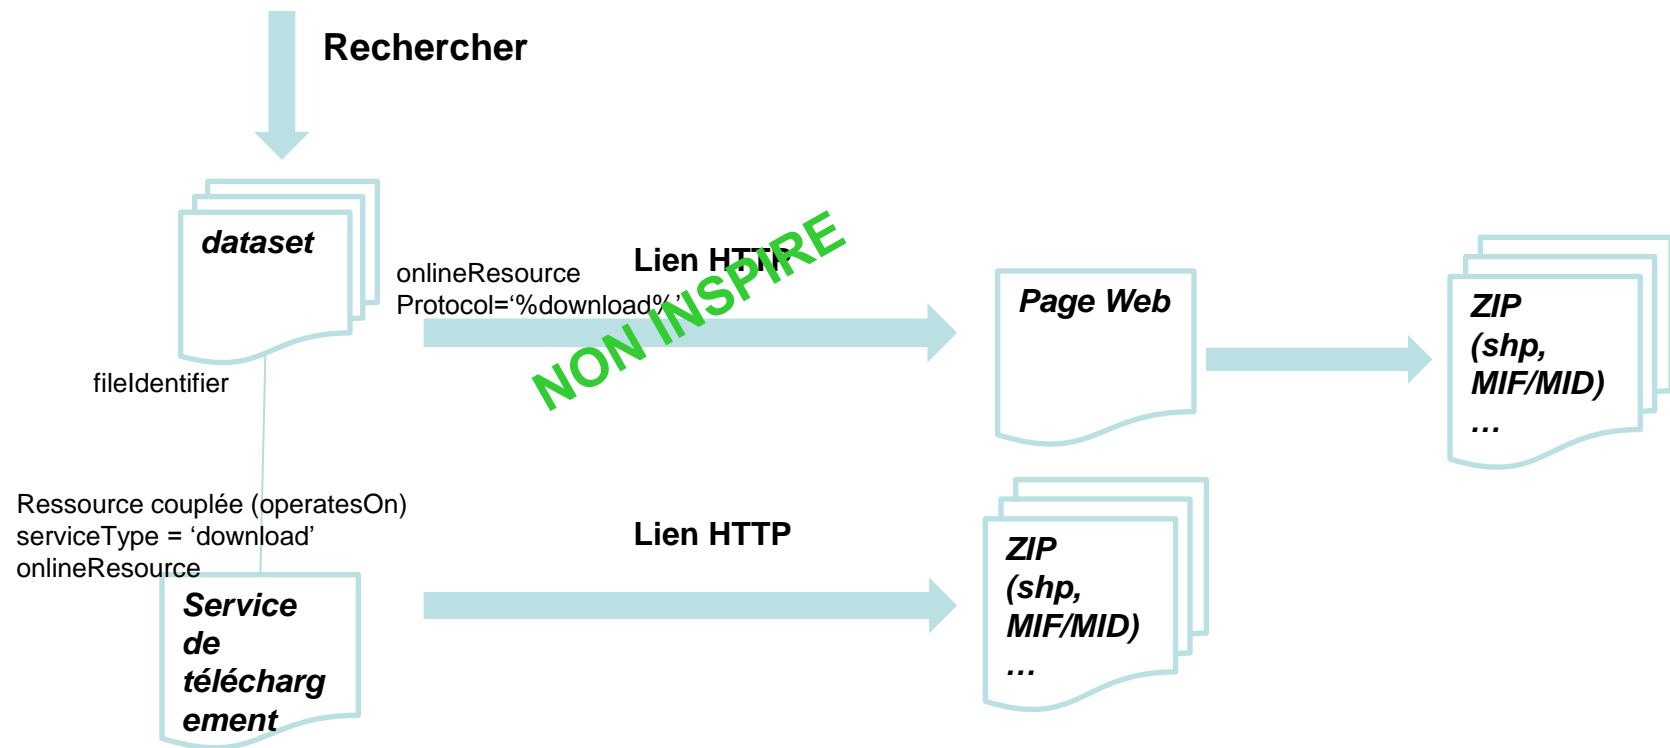 Rechercher
dataset
onlineResource
Protocol=‘%download%’
Lien HTTP
NON INSPIRE
Page Web
ZIP
(shp,
MIF/MID)
…
fileIdentifier
Ressource couplée (operatesOn)
serviceType = ‘download’
onlineResource
Service
de
télécharg
ement
Lien HTTP
ZIP
(shp,
MIF/MID)
…